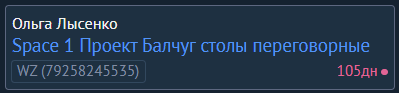 Ольга Лысенко
Space 1 Проект Балчуг столы переговорные
WZ (79258245535) 105дн